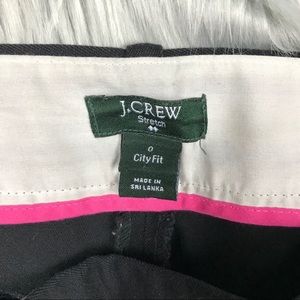 J.CREW
Stretch
0
City Fit
MADE IN
SRI LANKA